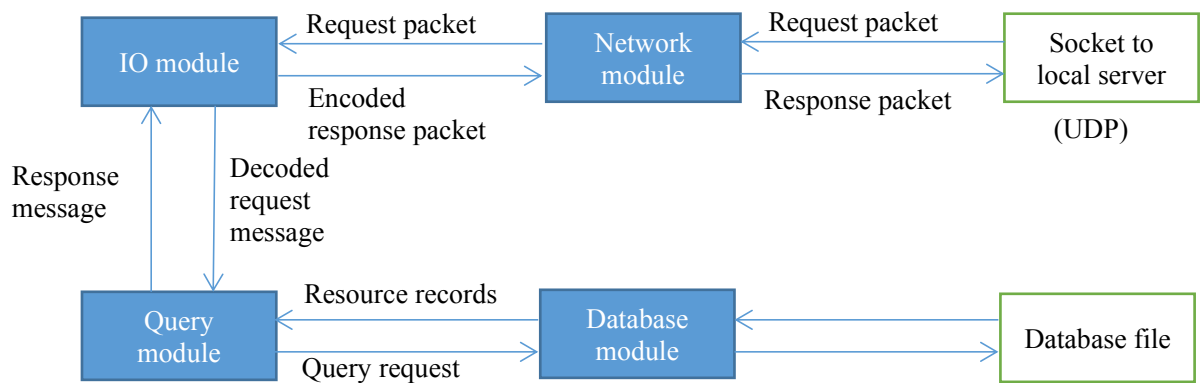 Request packet
Request packet
IO module
Network
module
Socket to
local server
Encoded
response packet
Response packet
(UDP)
Response
message
Decoded
request
message
Resource records
Query
module
Database
module
Database file
Query request